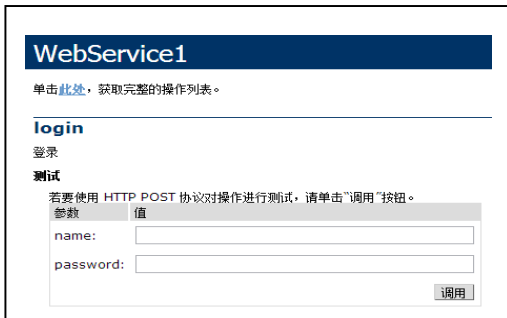 WebService1
单击此处，获取完整的操作列表。
login
登录
测试
若要使用 HTTP POST 协议对操作进行测试，请单击“调用”按钮。
参数 值
name:
password:
调用